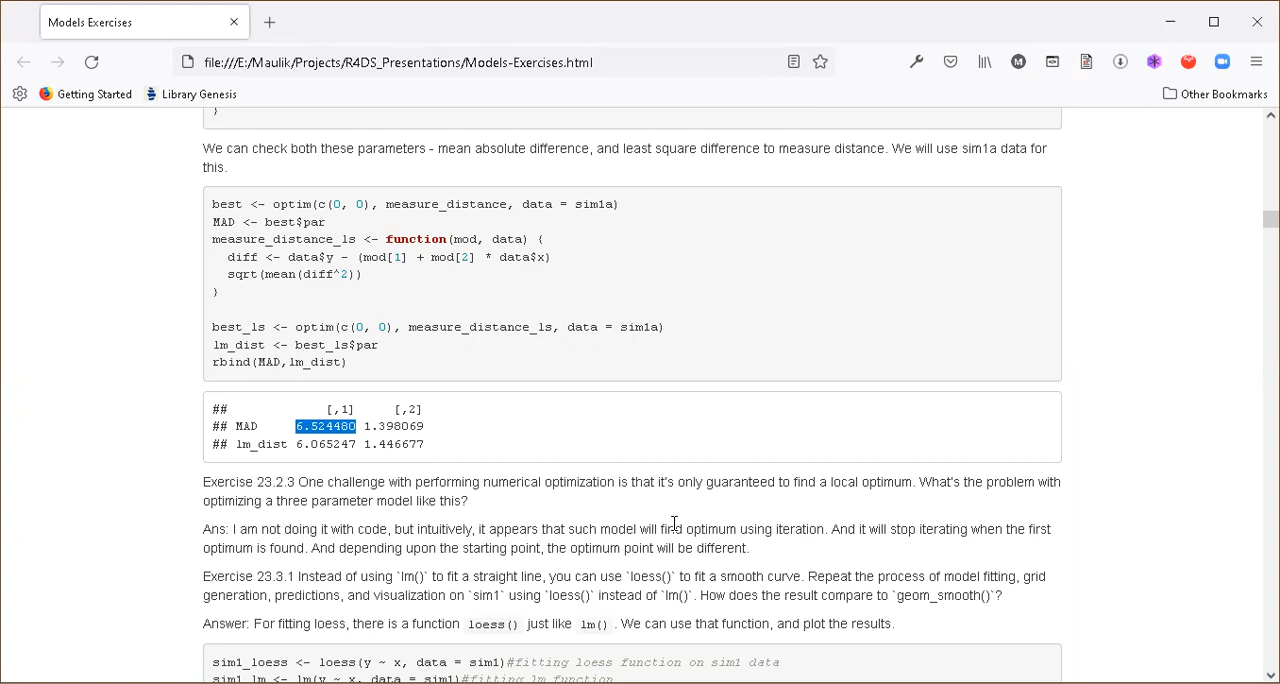 Models Exercises
file:///E:/Maulik/Projects/R4DS_Presentations/Models-Exercises.html
Getting Started
Library Genesis
Other Bookmarks
}
We can check both these parameters - mean absolute difference, and least square difference to measure distance. We will use sim1a data for
this.
best <- optim(c(0, 0), measure_distance, data = sim1a)
MAD <- best$par
measure_distance_ls <- function(mod, data) {
  diff <- data$y - (mod[1] + mod[2] * data$x)
  sqrt(mean(diff^2))
}
best_ls <- optim(c(0, 0), measure_distance_ls, data = sim1a)
lm_dist <- best_ls$par
rbind(MAD,lm_dist)
##             [,1]     [,2]
## MAD     6.524480 1.398069
## lm_dist 6.065247 1.446677
Exercise 23.2.3 One challenge with performing numerical optimization is that it's only guaranteed to find a local optimum. What's the problem with
optimizing a three parameter model like this?
Ans: I am not doing it with code, but intuitively, it appears that such model will find optimum using iteration. And it will stop iterating when the first
optimum is found. And depending upon the starting point, the optimum point will be different.
Exercise 23.3.1 Instead of using `lm()` to fit a straight line, you can use `loess()` to fit a smooth curve. Repeat the process of model fitting, grid
generation, predictions, and visualization on `sim1` using `loess()` instead of `lm()`. How does the result compare to `geom_smooth()`?
Answer: For fitting loess, there is a function loess() just like lm() . We can use that function, and plot the results.
sim1_loess <- loess(y ~ x, data = sim1)#fitting loess function on sim1 data
sim1_lm <- lm(y ~ x, data = sim1)#fitting lm function